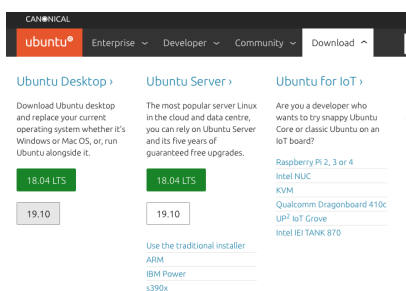 CANONICAL
ubuntu® Enterprise Developer Community Download
Ubuntu Desktop ›
Download Ubuntu desktop
and replace your current
operating system whether it's
Windows or Mac OS, or, run
Ubuntu alongside it.
18.04 LTS
19.10
Ubuntu Server ›
The most popular server Linux
in the cloud and data centre,
you can rely on Ubuntu Server
and its five years of
guaranteed free upgrades.
18.04 LTS
19.10
Use the traditional installer
ARM
IBM Power
s390x
Ubuntu for IoT ›
Are you a developer who
wants to try snappy Ubuntu
Core or classic Ubuntu on an
IoT board?
Raspberry Pi 2, 3 or 4
Intel NUC
KVM
Qualcomm Dragonboard 410c
UP² IoT Grove
Intel IEI TANK 870